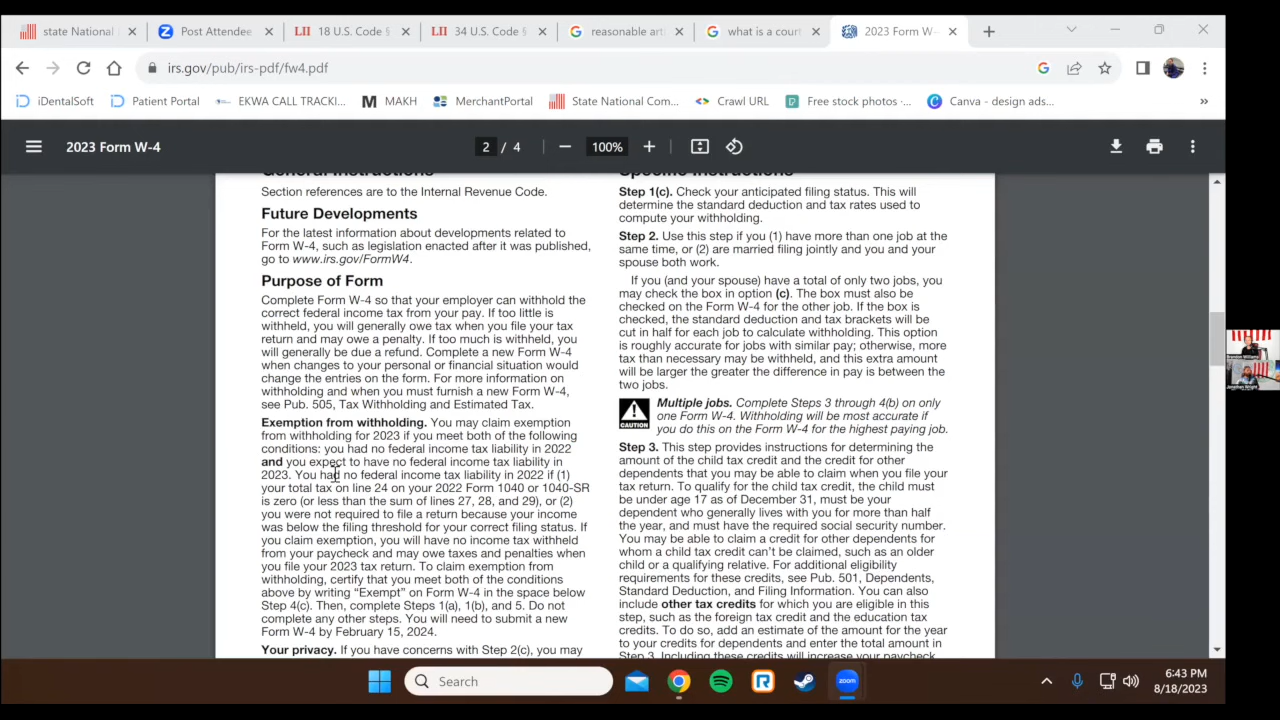 state National
Post Attendee
LII 18 U.S. Code §
LII 34 U.S. Code §
reasonable arti
what is a court
2023 Form W-
irs.gov/pub/irs-pdf/fw4.pdf
iDentalSoft
Patient Portal
EKWA CALL TRACKI...
M MAKH
MerchantPortal
State National Com...
Crawl URL
Free stock photos -...
Canva - design ads...
»
2023 Form W-4
2 / 4
100%
General Instructions
Section references are to the Internal Revenue Code.
Future Developments
For the latest information about developments related to
Form W-4, such as legislation enacted after it was published,
go to www.irs.gov/FormW4.
Purpose of Form
Complete Form W-4 so that your employer can withhold the
correct federal income tax from your pay. If too little is
withheld, you will generally owe tax when you file your tax
return and may owe a penalty. If too much is withheld, you
will generally be due a refund. Complete a new Form W-4
when changes to your personal or financial situation would
change the entries on the form. For more information on
withholding and when you must furnish a new Form W-4,
see Pub. 505, Tax Withholding and Estimated Tax.
Exemption from withholding. You may claim exemption
from withholding for 2023 if you meet both of the following
conditions: you had no federal income tax liability in 2022
and you expect to have no federal income tax liability in
2023. You had no federal income tax liability in 2022 if (1)
your total tax on line 24 on your 2022 Form 1040 or 1040-SR
is zero (or less than the sum of lines 27, 28, and 29), or (2)
you were not required to file a return because your income
was below the filing threshold for your correct filing status. If
you claim exemption, you will have no income tax withheld
from your paycheck and may owe taxes and penalties when
you file your 2023 tax return. To claim exemption from
withholding, certify that you meet both of the conditions
above by writing “Exempt” on Form W-4 in the space below
Step 4(c). Then, complete Steps 1(a), 1(b), and 5. Do not
complete any other steps. You will need to submit a new
Form W-4 by February 15, 2024.
Your privacy. If you have concerns with Step 2(c), you may
Specific Instructions
Step 1(c). Check your anticipated filing status. This will
determine the standard deduction and tax rates used to
compute your withholding.
Step 2. Use this step if you (1) have more than one job at the
same time, or (2) are married filing jointly and you and your
spouse both work.
If you (and your spouse) have a total of only two jobs, you
may check the box in option (c). The box must also be
checked on the Form W-4 for the other job. If the box is
checked, the standard deduction and tax brackets will be
cut in half for each job to calculate withholding. This option
is roughly accurate for jobs with similar pay; otherwise, more
tax than necessary may be withheld, and this extra amount
will be larger the greater the difference in pay is between the
two jobs.
CAUTION
Multiple jobs. Complete Steps 3 through 4(b) on only
one Form W-4. Withholding will be most accurate if
you do this on the Form W-4 for the highest paying job.
Step 3. This step provides instructions for determining the
amount of the child tax credit and the credit for other
dependents that you may be able to claim when you file your
tax return. To qualify for the child tax credit, the child must
be under age 17 as of December 31, must be your
dependent who generally lives with you for more than half
the year, and must have the required social security number.
You may be able to claim a credit for other dependents for
whom a child tax credit can’t be claimed, such as an older
child or a qualifying relative. For additional eligibility
requirements for these credits, see Pub. 501, Dependents,
Standard Deduction, and Filing Information. You can also
include other tax credits for which you are eligible in this
step, such as the foreign tax credit and the education tax
credits. To do so, add an estimate of the amount for the year
to your credits for dependents and enter the total amount in
Step 3. Including these credits will increase your paycheck
Jonathan Wright
Search
zoom
6:43 PM
8/18/2023